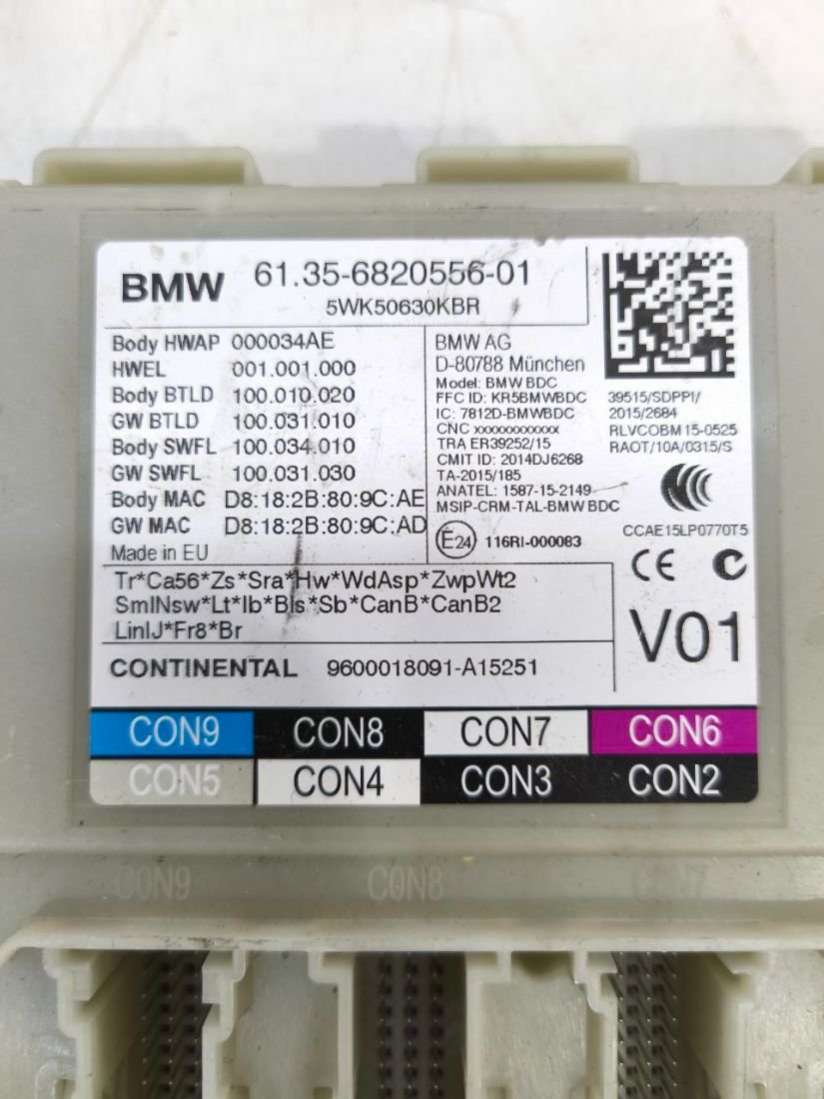 BMW 61.35-6820556-01
5WK50630KBR
Body HWAP 000034AE
HWEL 001.001.000
Body BTLD 100.010.020
GW BTLD 100.031.010
Body SWFL 100.034.010
GW SWFL 100.031.030
Body MAC D8:18:2B:80:9C:AE
GW MAC D8:18:2B:80:9C:AD
Made in EU
BMW AG
D-80788 München
Model: BMW BDC
FFC ID: KR5BMWBDC
IC: 7812D-BMWBDC
CNC xxxxxxxxxxxx
TRA ER39252/15
CMIT ID: 2014DJ6268
TA-2015/185
ANATEL: 1587-15-2149
MSIP-CRM-TAL-BMW BDC
E24 116RI-000083
39515/SDPPI/
2015/2684
RLVCOBM15-0525
RAOT/10A/0315/S
CCAE15LP0770T5
CE
V01
Tr*Ca56*Zs*Sra*Hw*WdAsp*ZwpWt2
SmlNsw*Lt*Ib*Bls*Sb*CanB*CanB2
LinIJ*Fr8*Br
CONTINENTAL 9600018091-A15251
CON9 CON8 CON7 CON6
CON5 CON4 CON3 CON2
CON9 CON8 CON7